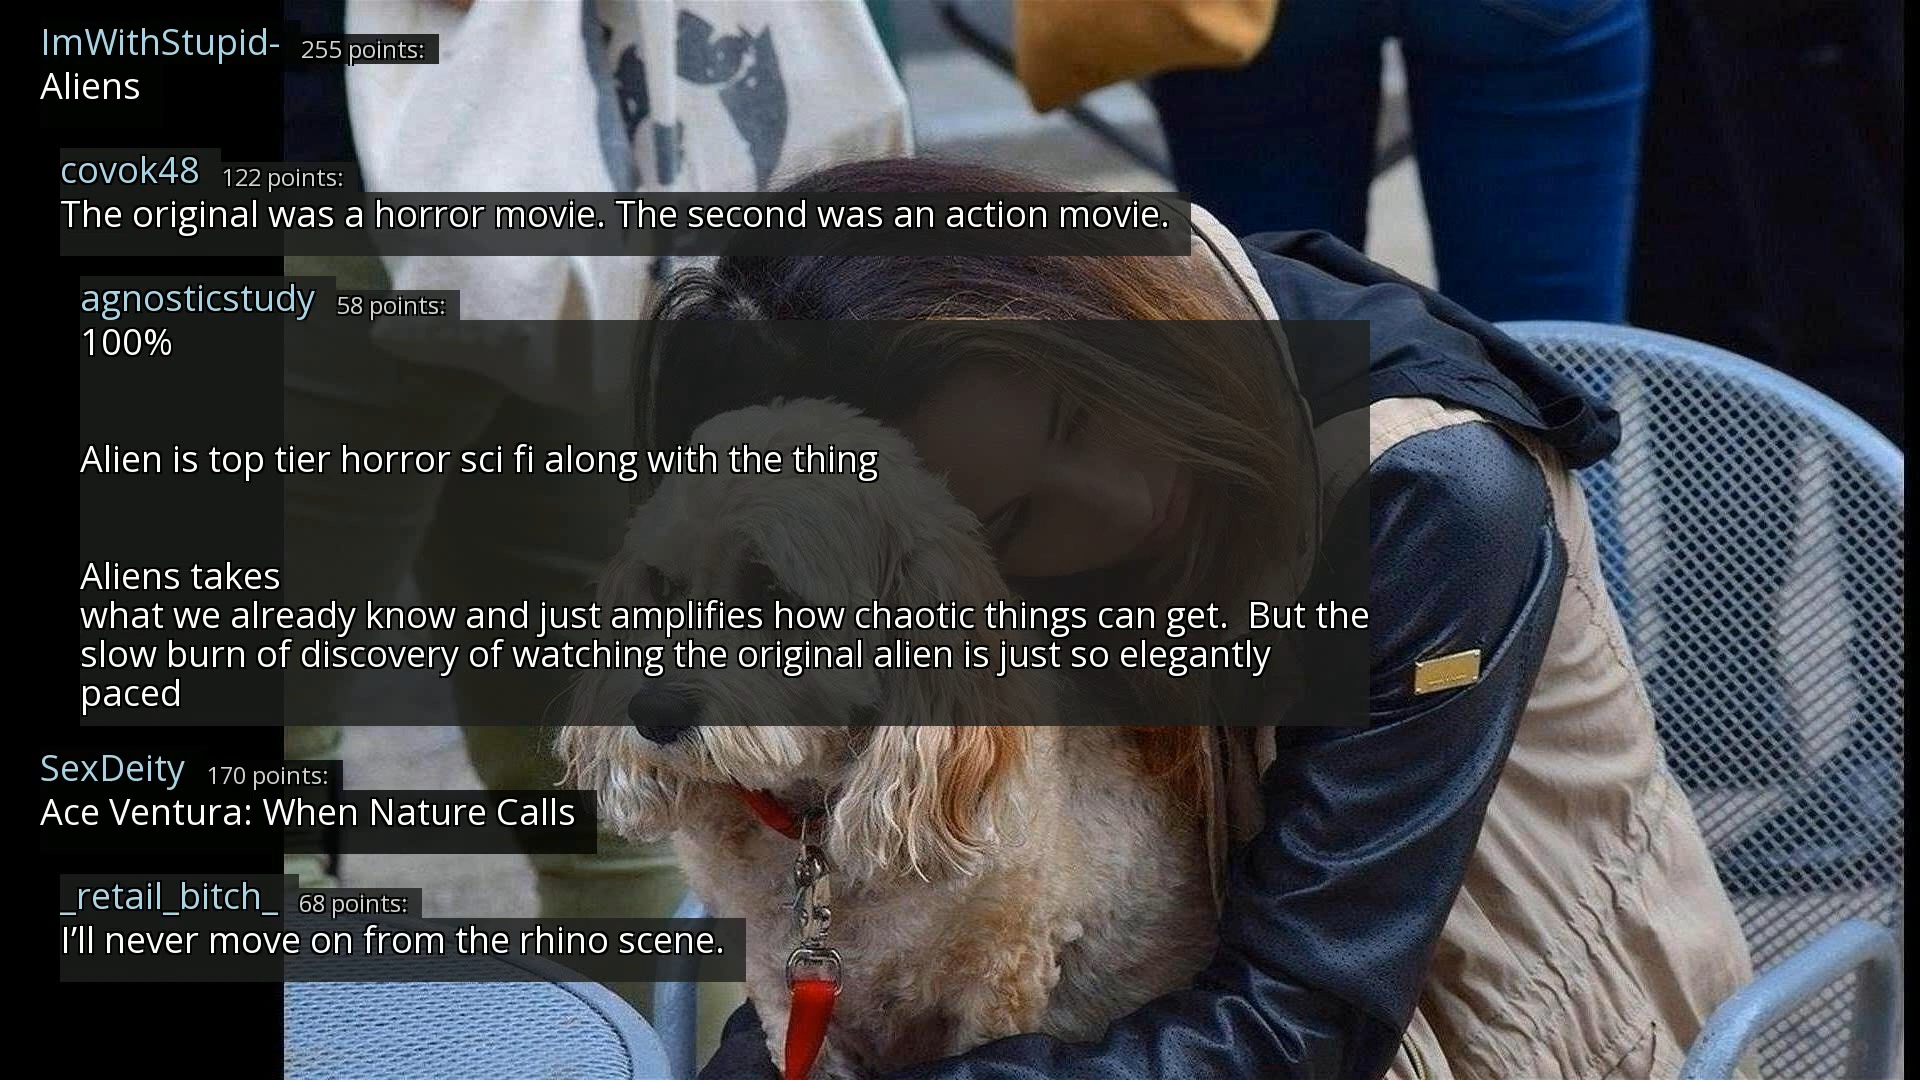 ImWithStupid- 255 points:
Aliens
covok48 122 points:
The original was a horror movie. The second was an action movie.
agnosticstudy 58 points:
100%
Alien is top tier horror sci fi along with the thing
Aliens takes
what we already know and just amplifies how chaotic things can get.  But the
slow burn of discovery of watching the original alien is just so elegantly
paced
SexDeity 170 points:
Ace Ventura: When Nature Calls
_retail_bitch_ 68 points:
I’ll never move on from the rhino scene.